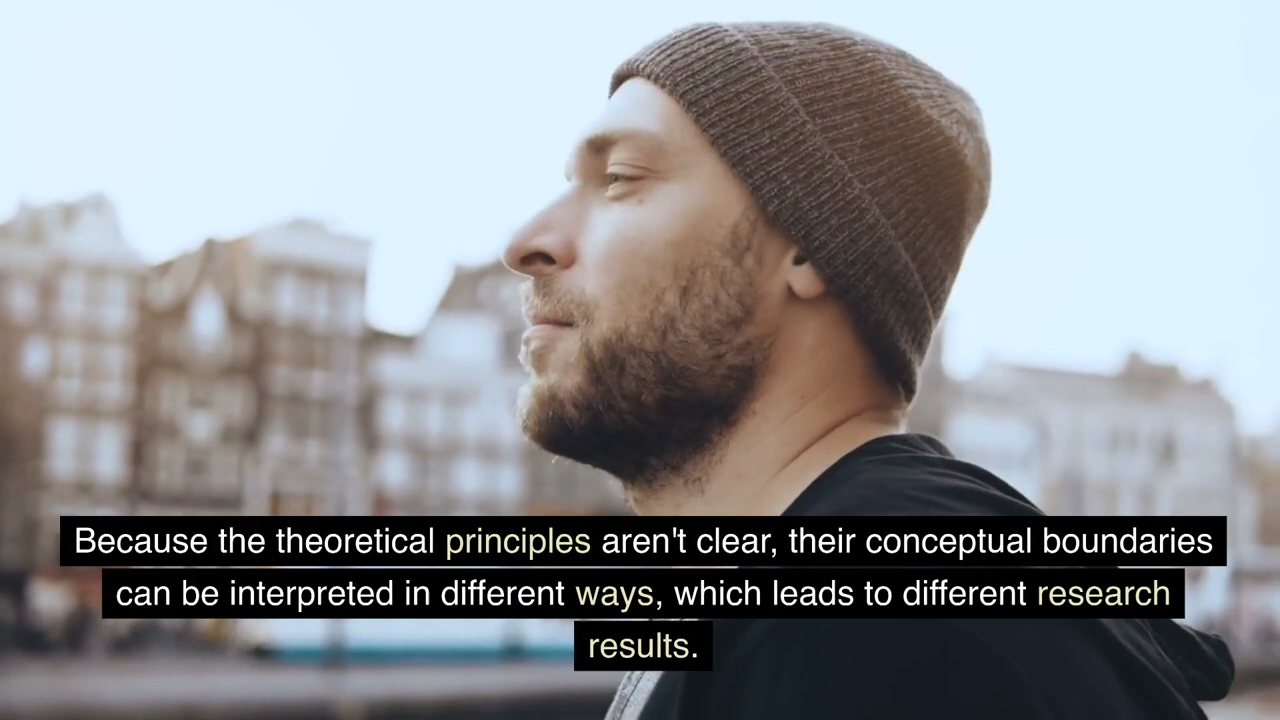 Because the theoretical principles aren't clear, their conceptual boundaries
can be interpreted in different ways, which leads to different research
results.